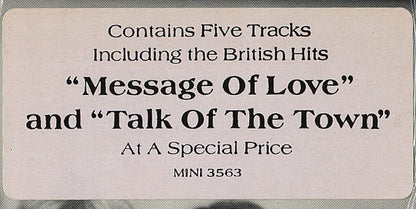 Contains Five Tracks
Including the British Hits
“Message Of Love”
and “Talk Of The Town”
At A Special Price
MINI 3563